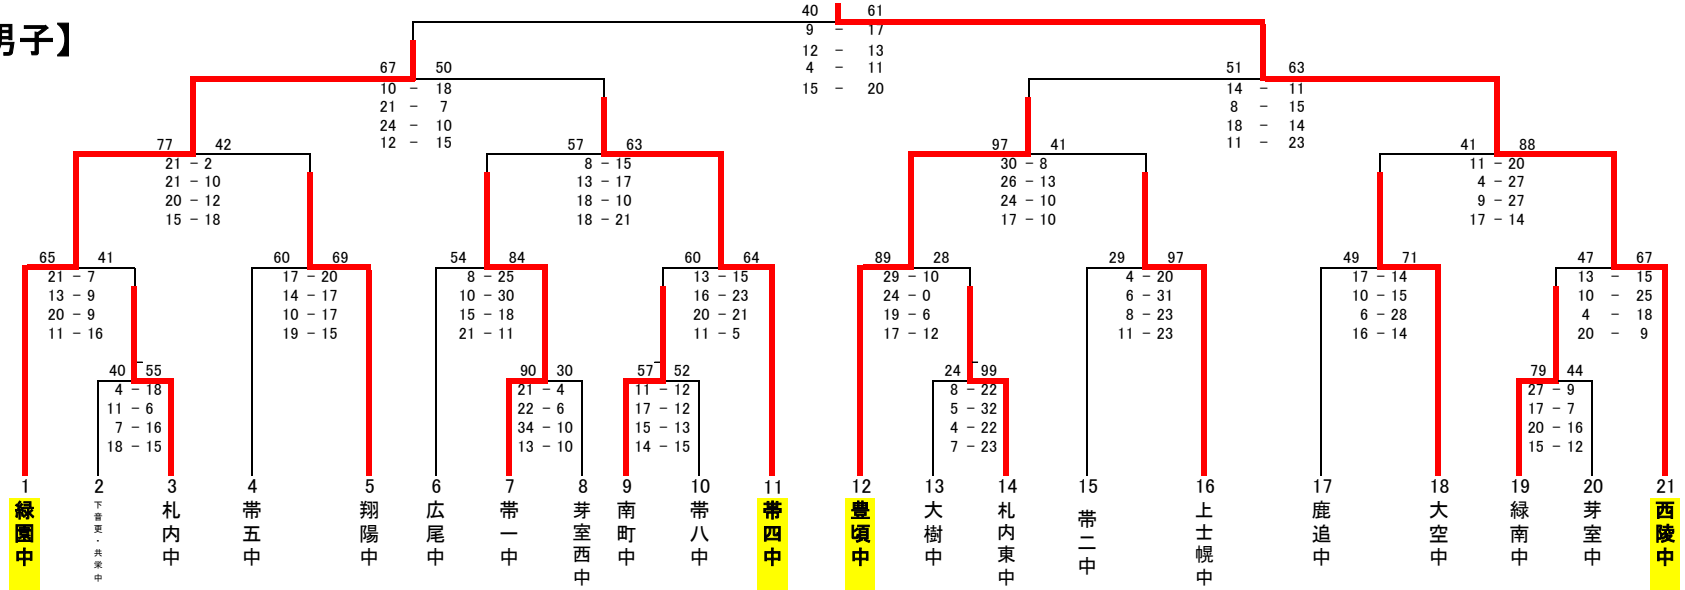 男子】
40 61
9 - 17
12 - 13
4 - 11
15 - 20
67 50
10 - 18
21 - 7
24 - 10
12 - 15
51 63
14 - 11
8 - 15
18 - 14
11 - 23
77 42
21 - 2
21 - 10
20 - 12
15 - 18
57 63
8 - 15
13 - 17
18 - 10
18 - 21
97 41
30 - 8
26 - 13
24 - 10
17 - 10
41 88
11 - 20
4 - 27
9 - 27
17 - 14
65 41
21 - 7
13 - 9
20 - 9
11 - 16
60 69
17 - 20
14 - 17
10 - 17
19 - 15
54 84
8 - 25
10 - 30
15 - 18
21 - 11
60 64
13 - 15
16 - 23
20 - 21
11 - 5
89 28
29 - 10
24 - 0
19 - 6
17 - 12
29 97
4 - 20
6 - 31
8 - 23
11 - 23
49 71
17 - 14
10 - 15
6 - 28
16 - 14
47 67
13 - 15
10 - 25
4 - 18
20 - 9
40 55
4 - 18
11 - 6
7 - 16
18 - 15
90 30
21 - 4
22 - 6
34 - 10
13 - 10
57 52
11 - 12
17 - 12
15 - 13
14 - 15
24 99
8 - 22
5 - 32
4 - 22
7 - 23
79 44
27 - 9
17 - 7
20 - 16
15 - 12
1 緑園中
2 下音更・共栄中
3 札内中
4 帯五中
5 翔陽中
6 広尾中
7 帯一中
8 芽室西中
9 南町中
10 帯八中
11 帯四中
12 豊頃中
13 大樹中
14 札内東中
15 帯二中
16 上士幌中
17 鹿追中
18 大空中
19 緑南中
20 芽室中
21 西陵中